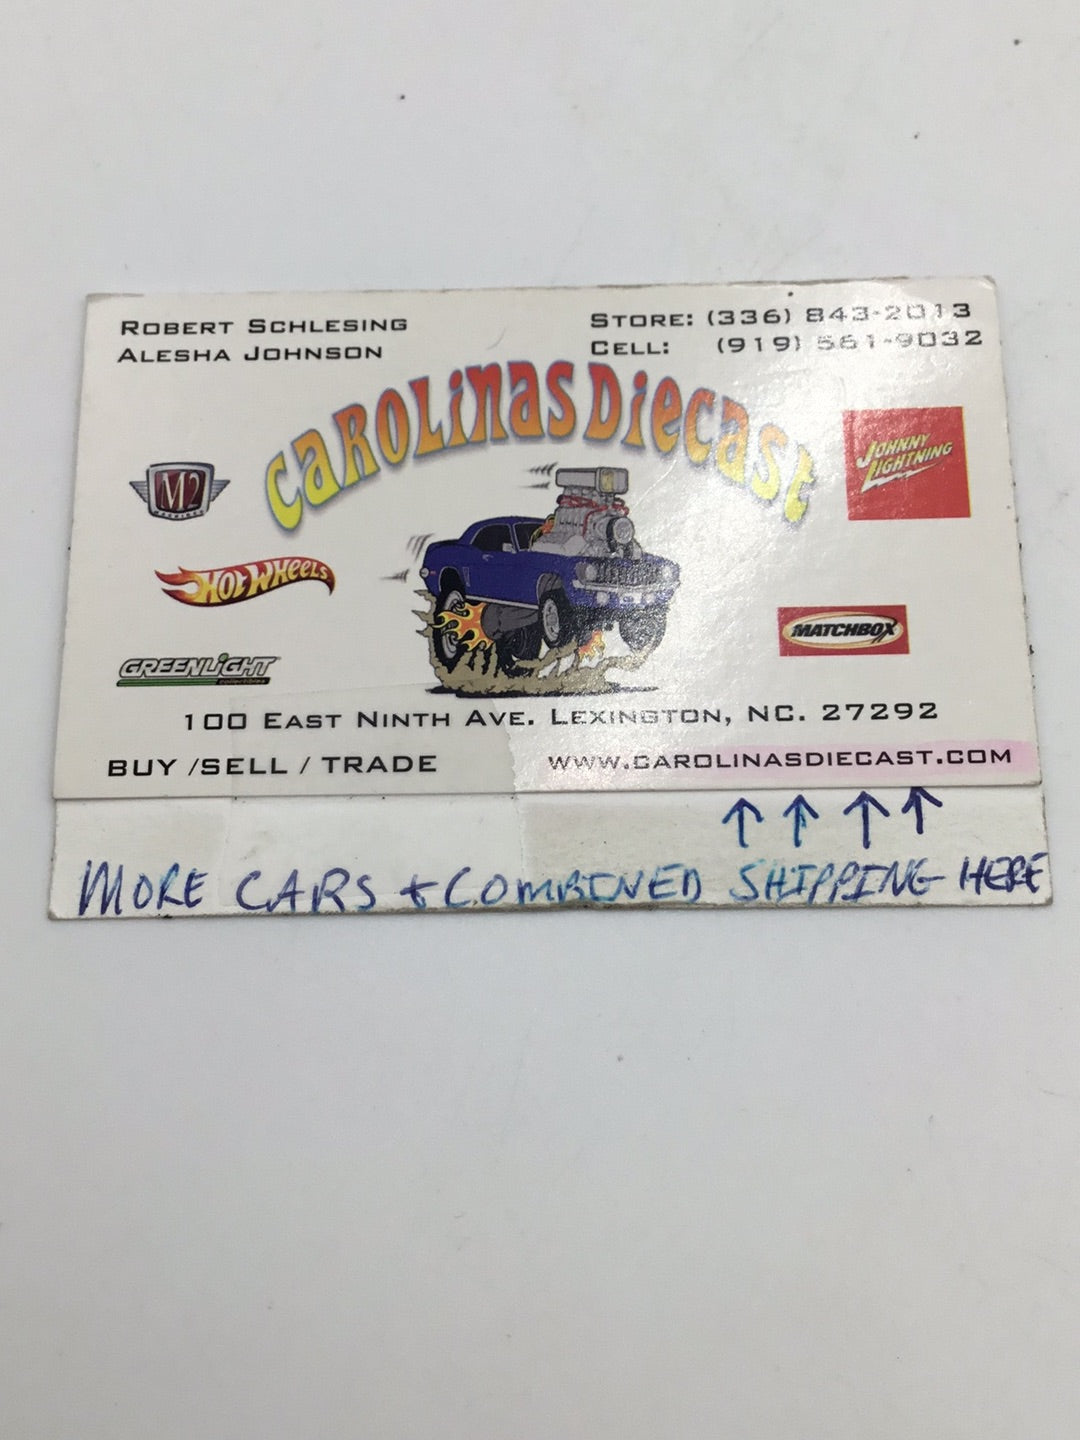 ROBERT SCHLESING
ALESHA JOHNSON
STORE: (336) 843-2013
CELL: (919) 561-9032
CAROLINAS DIECAST
M2
MACHINES
JOHNNY
LIGHTNING
HOT WHEELS
MATCHBOX
GREENLIGHT
collectibles
100 EAST NINTH AVE. LEXINGTON, NC. 27292
BUY /SELL / TRADE
WWW.CAROLINASDIECAST.COM
MORE CARS & COMBINED SHIPPING HERE